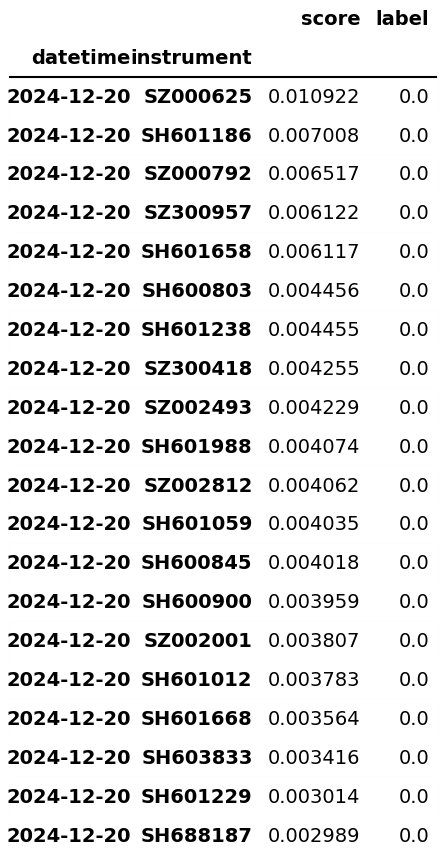 score label
datetime instrument
2024-12-20 SZ000625 0.010922 0.0
2024-12-20 SH601186 0.007008 0.0
2024-12-20 SZ000792 0.006517 0.0
2024-12-20 SZ300957 0.006122 0.0
2024-12-20 SH601658 0.006117 0.0
2024-12-20 SH600803 0.004456 0.0
2024-12-20 SH601238 0.004455 0.0
2024-12-20 SZ300418 0.004255 0.0
2024-12-20 SZ002493 0.004229 0.0
2024-12-20 SH601988 0.004074 0.0
2024-12-20 SZ002812 0.004062 0.0
2024-12-20 SH601059 0.004035 0.0
2024-12-20 SH600845 0.004018 0.0
2024-12-20 SH600900 0.003959 0.0
2024-12-20 SZ002001 0.003807 0.0
2024-12-20 SH601012 0.003783 0.0
2024-12-20 SH601668 0.003564 0.0
2024-12-20 SH603833 0.003416 0.0
2024-12-20 SH601229 0.003014 0.0
2024-12-20 SH688187 0.002989 0.0